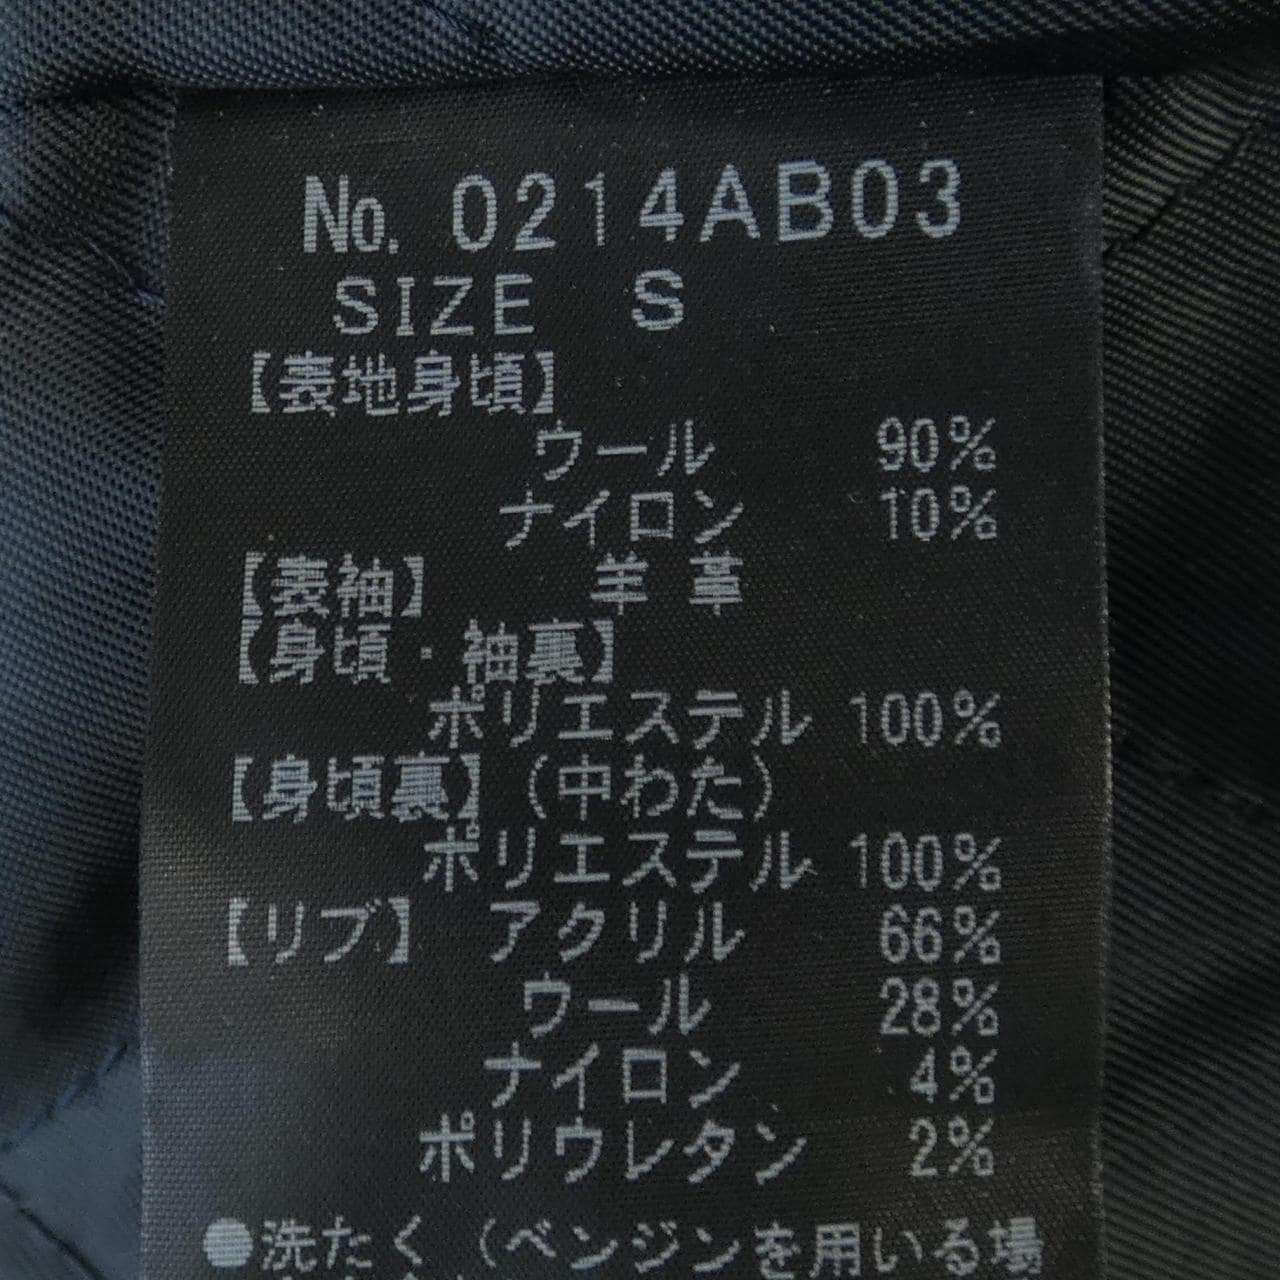 No. 0214AB03
SIZE S
【表地身頃】
ウール 90%
ナイロン 10%
【表袖】 羊革
【身頃・袖裏】
ポリエステル 100%
【身頃裏】(中わた)
ポリエステル 100%
【リブ】 アクリル 66%
ウール 28%
ナイロン 4%
ポリウレタン 2%
●洗たく(ベンジンを用いる場